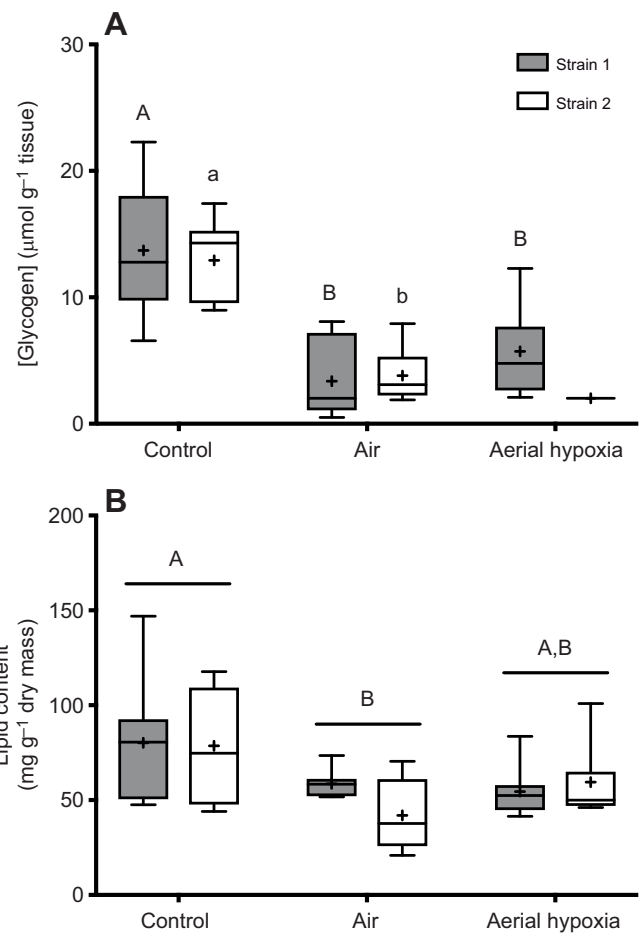 A
30
20
10
0
[Glycogen] (μmol g–1 tissue)
Strain 1
Strain 2
A
a
B
b
B
Control
Air
Aerial hypoxia
B
200
150
100
50
0
Lipid content
(mg g–1 dry mass)
A
B
A,B
Control
Air
Aerial hypoxia